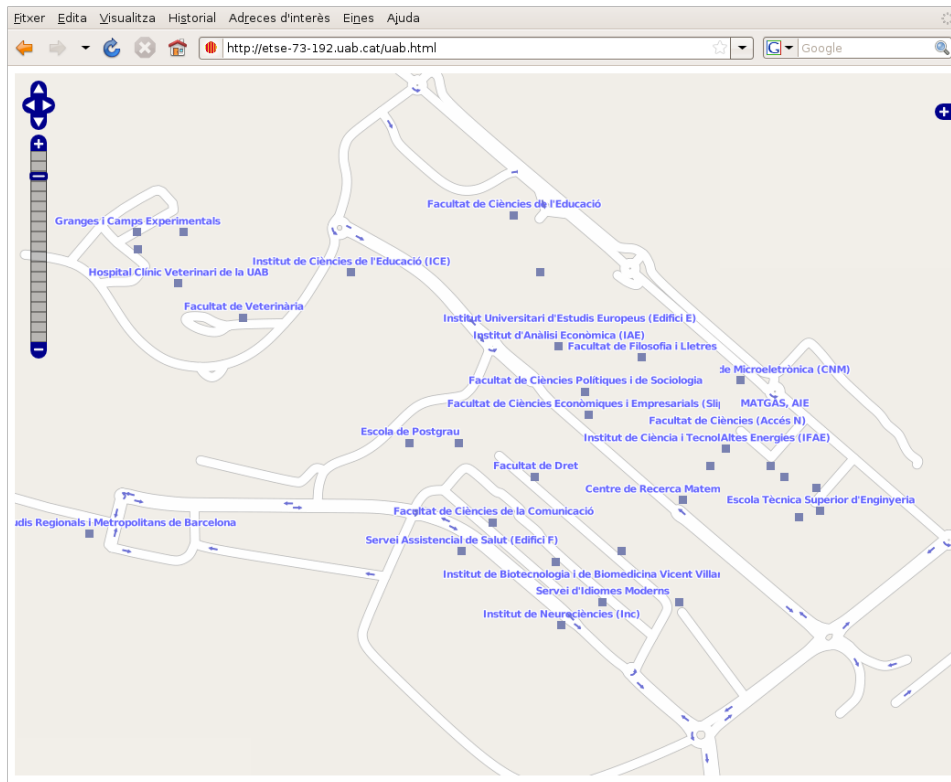 Fitxer Edita Visualitza Historial Adreces d'interès Eines Ajuda
http://etse-73-192.uab.cat/uab.html
G Google
Facultat de Ciències de l'Educació
Granges i Camps Experimentals
Institut de Ciències de l'Educació (ICE)
Hospital Clínic Veterinari de la UAB
Facultat de Veterinària
Institut Universitari d'Estudis Europeus (Edifici E)
Institut d'Anàlisi Econòmica (IAE)
Facultat de Filosofia i Lletres
de Microeletrònica (CNM)
Facultat de Ciències Polítiques i de Sociologia
Facultat de Ciències Econòmiques i Empresarials (Sli
MATGAS, AIE
Facultat de Ciències (Accés N)
Escola de Postgrau
Institut de Ciència i Tecnol
Altes Energies (IFAE)
Facultat de Dret
Centre de Recerca Matem
Escola Tècnica Superior d'Enginyeria
Facultat de Ciències de la Comunicació
udis Regionals i Metropolitans de Barcelona
Servei Assistencial de Salut (Edifici F)
Institut de Biotecnologia i de Biomedicina Vicent Villar
Servei d'Idiomes Moderns
Institut de Neurociències (Inc)